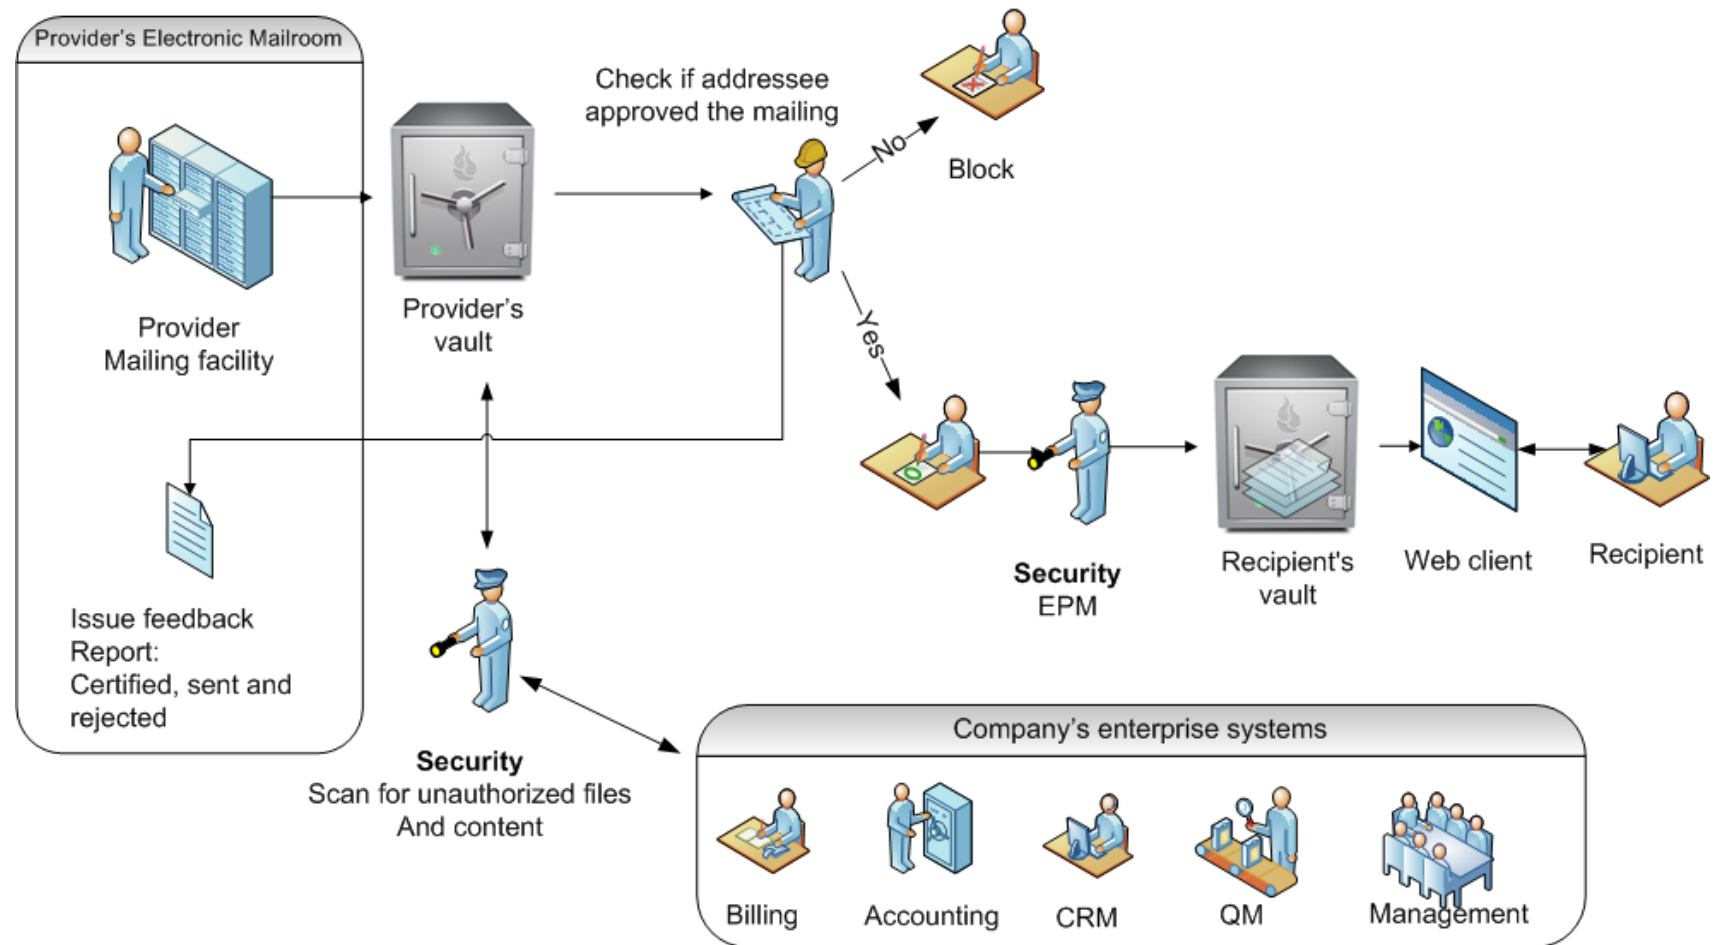 Provider's Electronic Mailroom
Check if addressee
approved the mailing
No
Block
Provider
Mailing facility
Provider's
vault
Yes
Issue feedback
Report:
Certified, sent and
rejected
Security
EPM
Recipient's
vault
Web client
Recipient
Security
Scan for unauthorized files
And content
Company's enterprise systems
Billing
Accounting
CRM
QM
Management